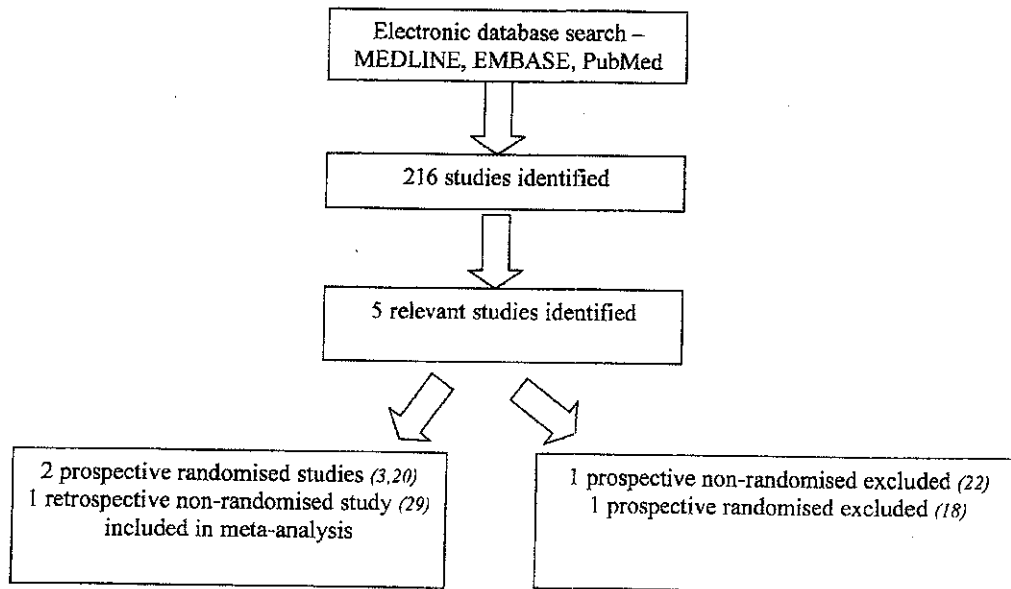 Electronic database search –
MEDLINE, EMBASE, PubMed
216 studies identified
5 relevant studies identified
2 prospective randomised studies (3,20)
1 retrospective non-randomised study (29)
included in meta-analysis
1 prospective non-randomised excluded (22)
1 prospective randomised excluded (18)